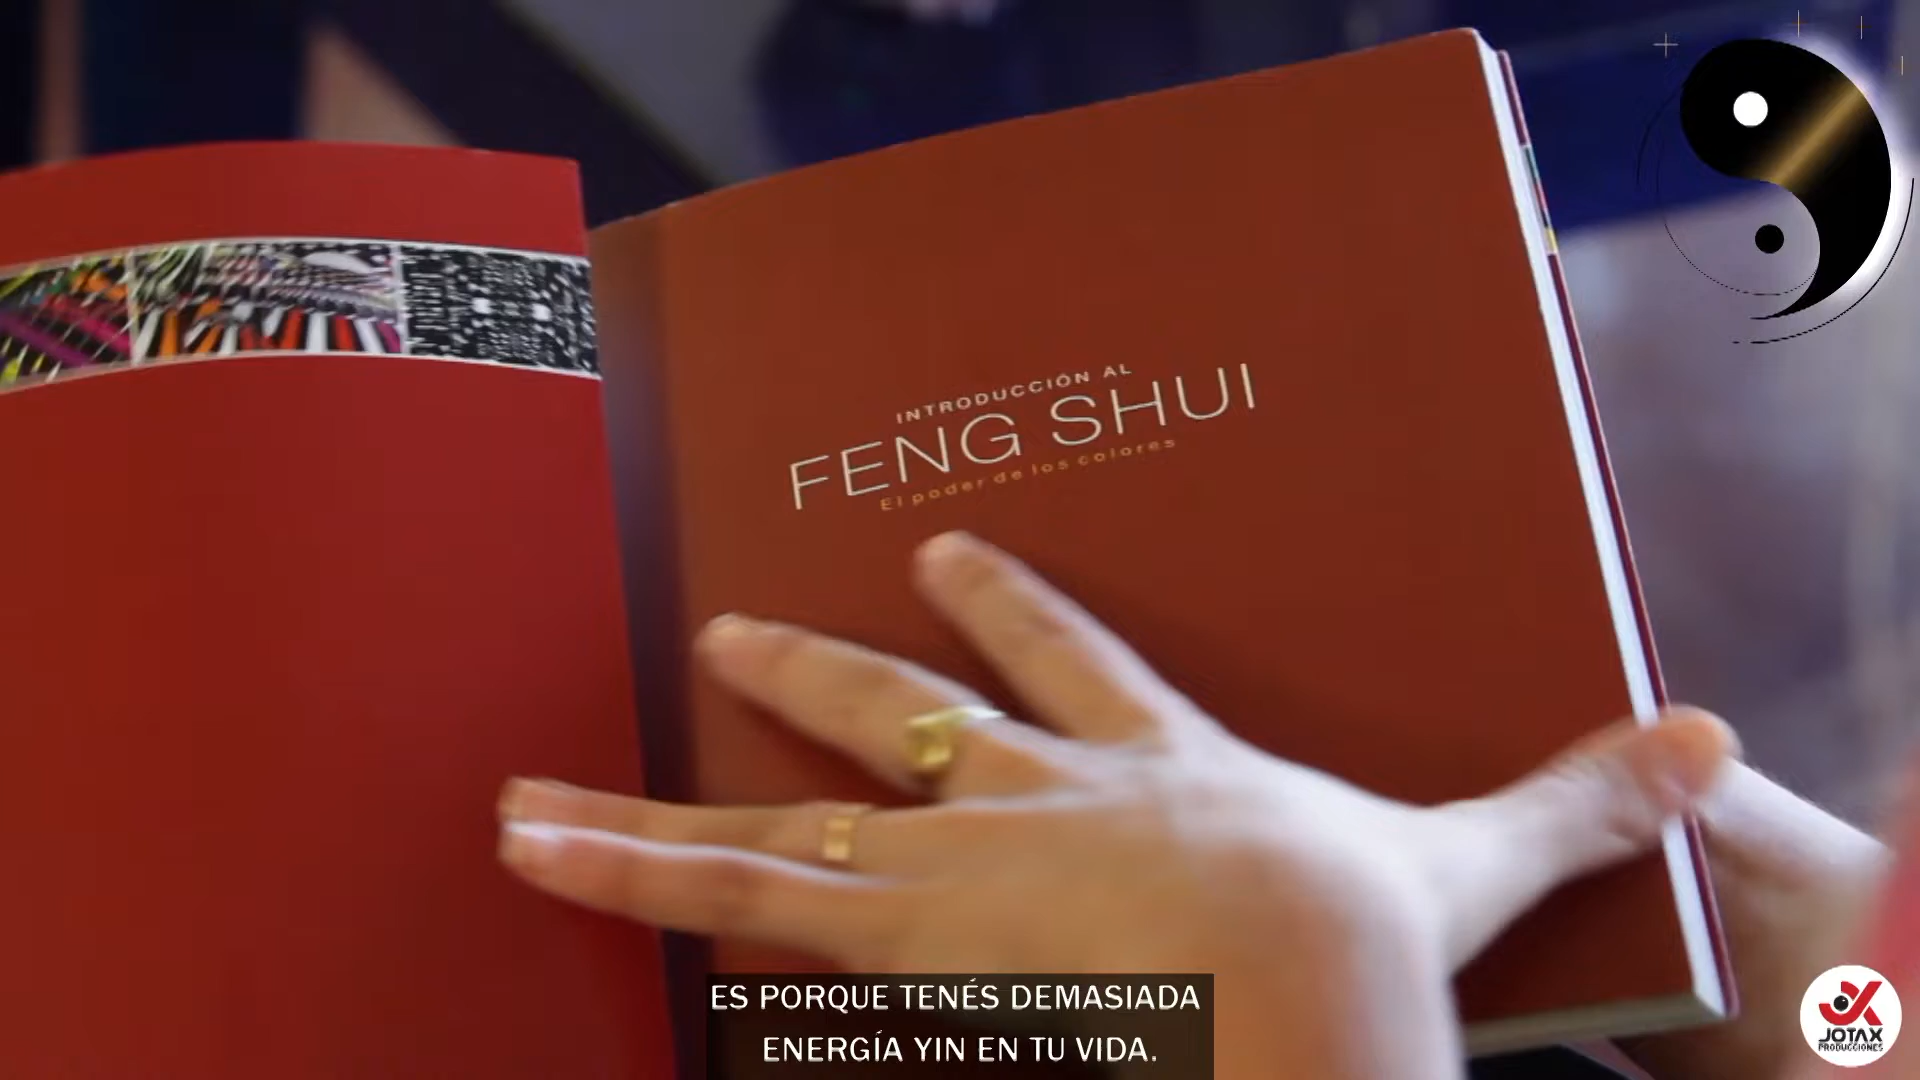 INTRODUCCIÓN AL
FENG SHUI
El poder de los colores
ES PORQUE TENÉS DEMASIADA
ENERGÍA YIN EN TU VIDA.
JOTAX
PRODUCCIONES